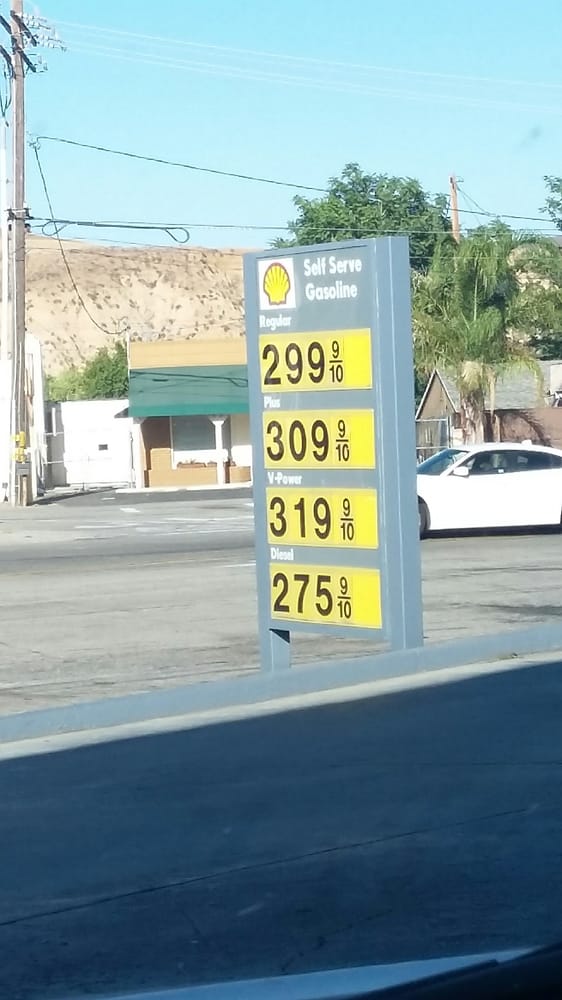 Self Serve
Gasoline
Regular
299 9/10
Plus
309 9/10
V-Power
319 9/10
Diesel
275 9/10